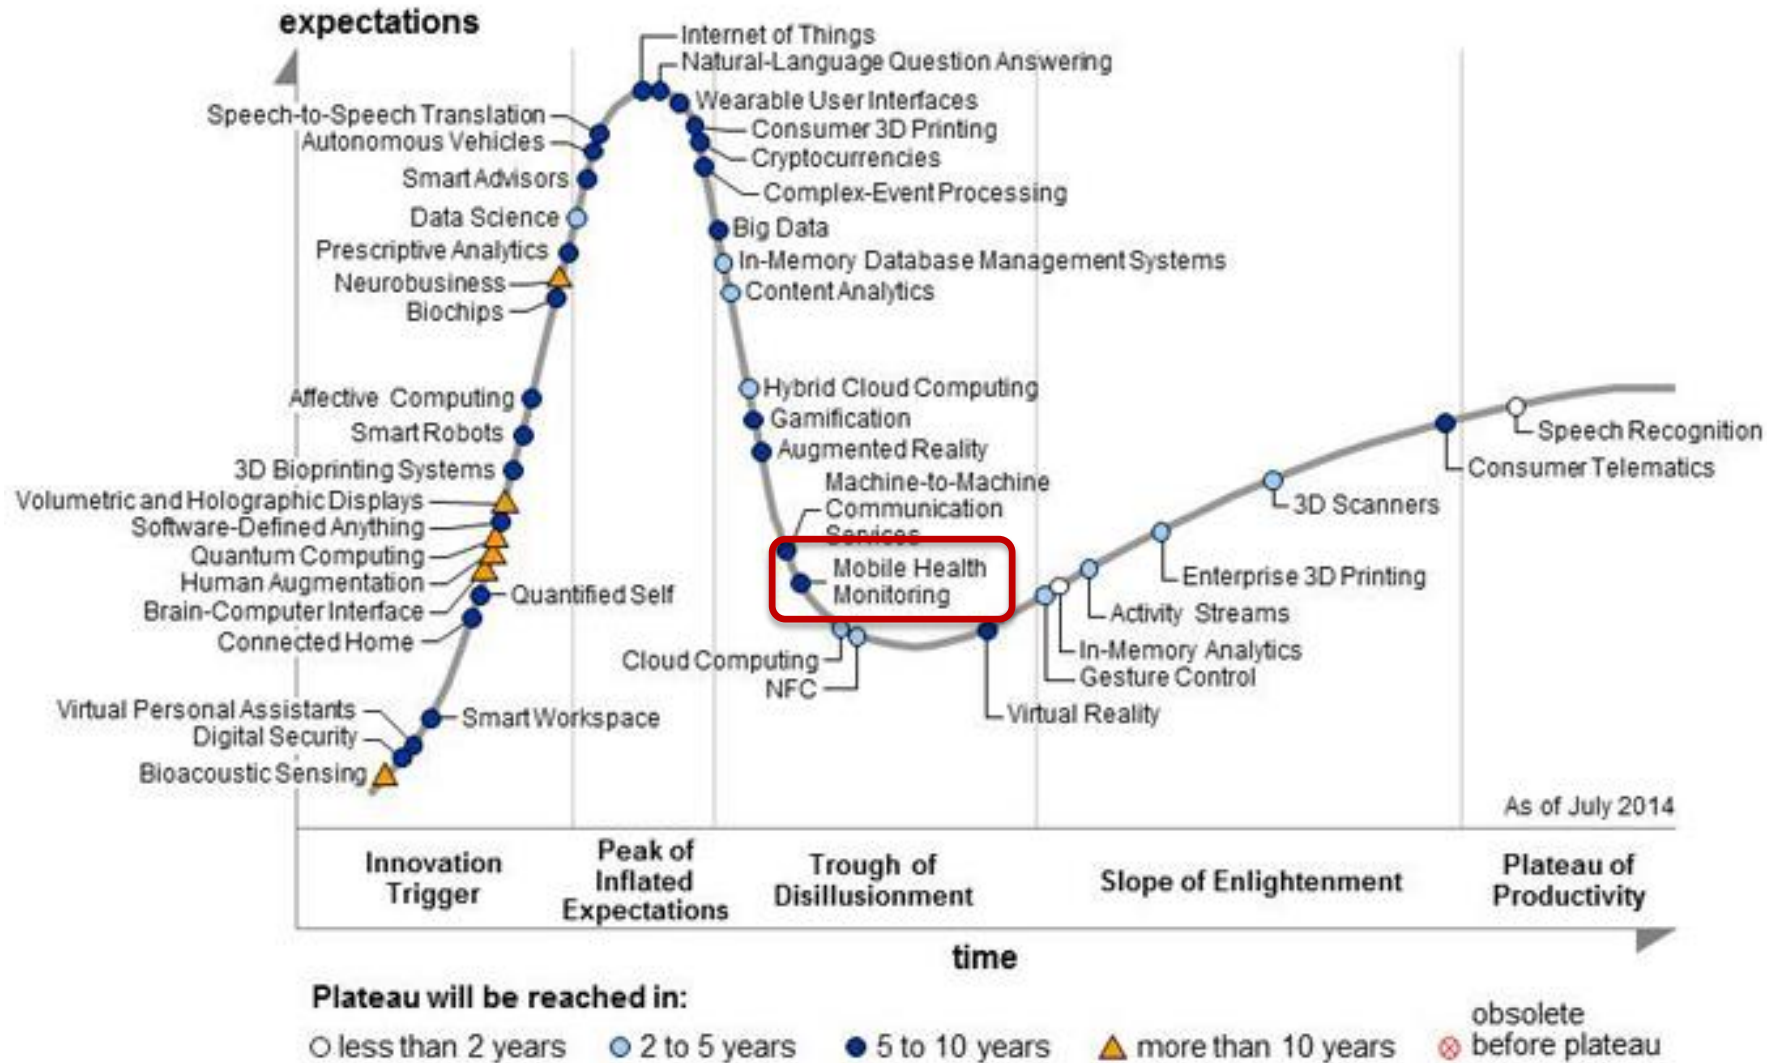 expectations
Internet of Things
Natural-Language Question Answering
Wearable User Interfaces
Speech-to-Speech Translation
Consumer 3D Printing
Autonomous Vehicles
Cryptocurrencies
Smart Advisors
Complex-Event Processing
Data Science
Big Data
Prescriptive Analytics
In-Memory Database Management Systems
Neurobusiness
Content Analytics
Biochips
Hybrid Cloud Computing
Affective Computing
Gamification
Smart Robots
Augmented Reality
3D Bioprinting Systems
Machine-to-Machine
Communication
Services
Volumetric and Holographic Displays
Software-Defined Anything
Quantum Computing
Human Augmentation
Brain-Computer Interface
Quantified Self
Connected Home
Mobile Health
Monitoring
Speech Recognition
Consumer Telematics
3D Scanners
Enterprise 3D Printing
Activity Streams
In-Memory Analytics
Gesture Control
Cloud Computing
NFC
Virtual Reality
Virtual Personal Assistants
Smart Workspace
Digital Security
Bioacoustic Sensing
As of July 2014
Innovation
Trigger
Peak of
Inflated
Expectations
Trough of
Disillusionment
Slope of Enlightenment
Plateau of
Productivity
time
Plateau will be reached in:
less than 2 years
2 to 5 years
5 to 10 years
more than 10 years
obsolete
before plateau